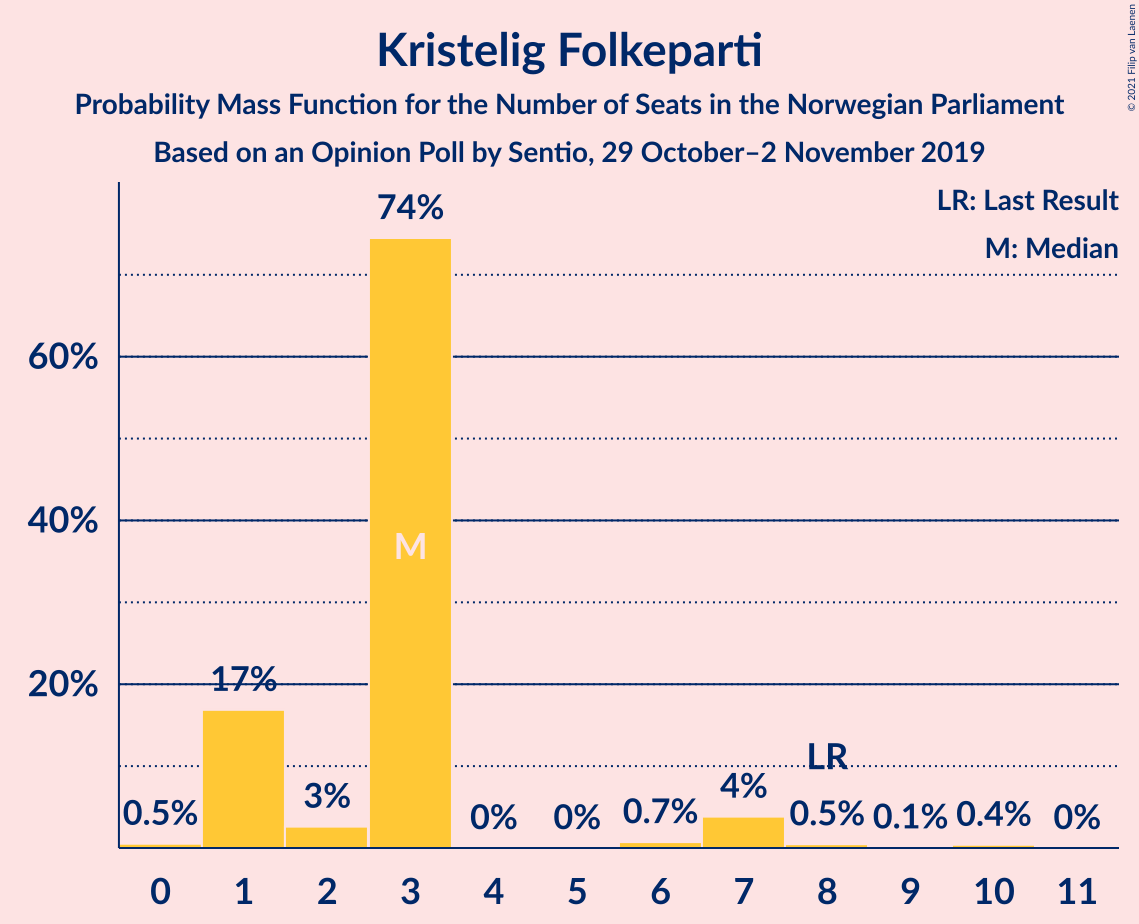 Kristelig Folkeparti
Probability Mass Function for the Number of Seats in the Norwegian Parliament
Based on an Opinion Poll by Sentio, 29 October–2 November 2019
© 2021 Filip van Laenen
LR: Last Result
M: Median
74%
60%
40%
M
20%
17%
LR
0.5%
3%
0%
0%
0.7%
4%
0.5%
0.1%
0.4%
0%
0 1 2 3 4 5 6 7 8 9 10 11